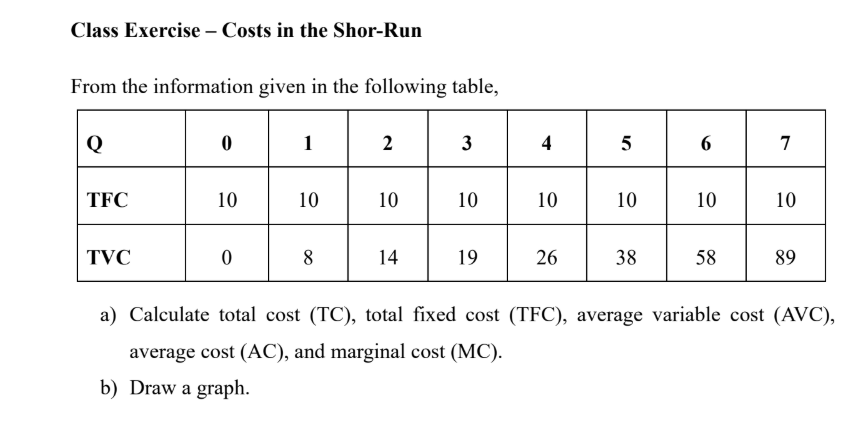 Class Exercise – Costs in the Shor-Run
From the information given in the following table,
Q 0 1 2 3 4 5 6 7
TFC 10 10 10 10 10 10 10 10
TVC 0 8 14 19 26 38 58 89
a) Calculate total cost (TC), total fixed cost (TFC), average variable cost (AVC),
average cost (AC), and marginal cost (MC).
b) Draw a graph.